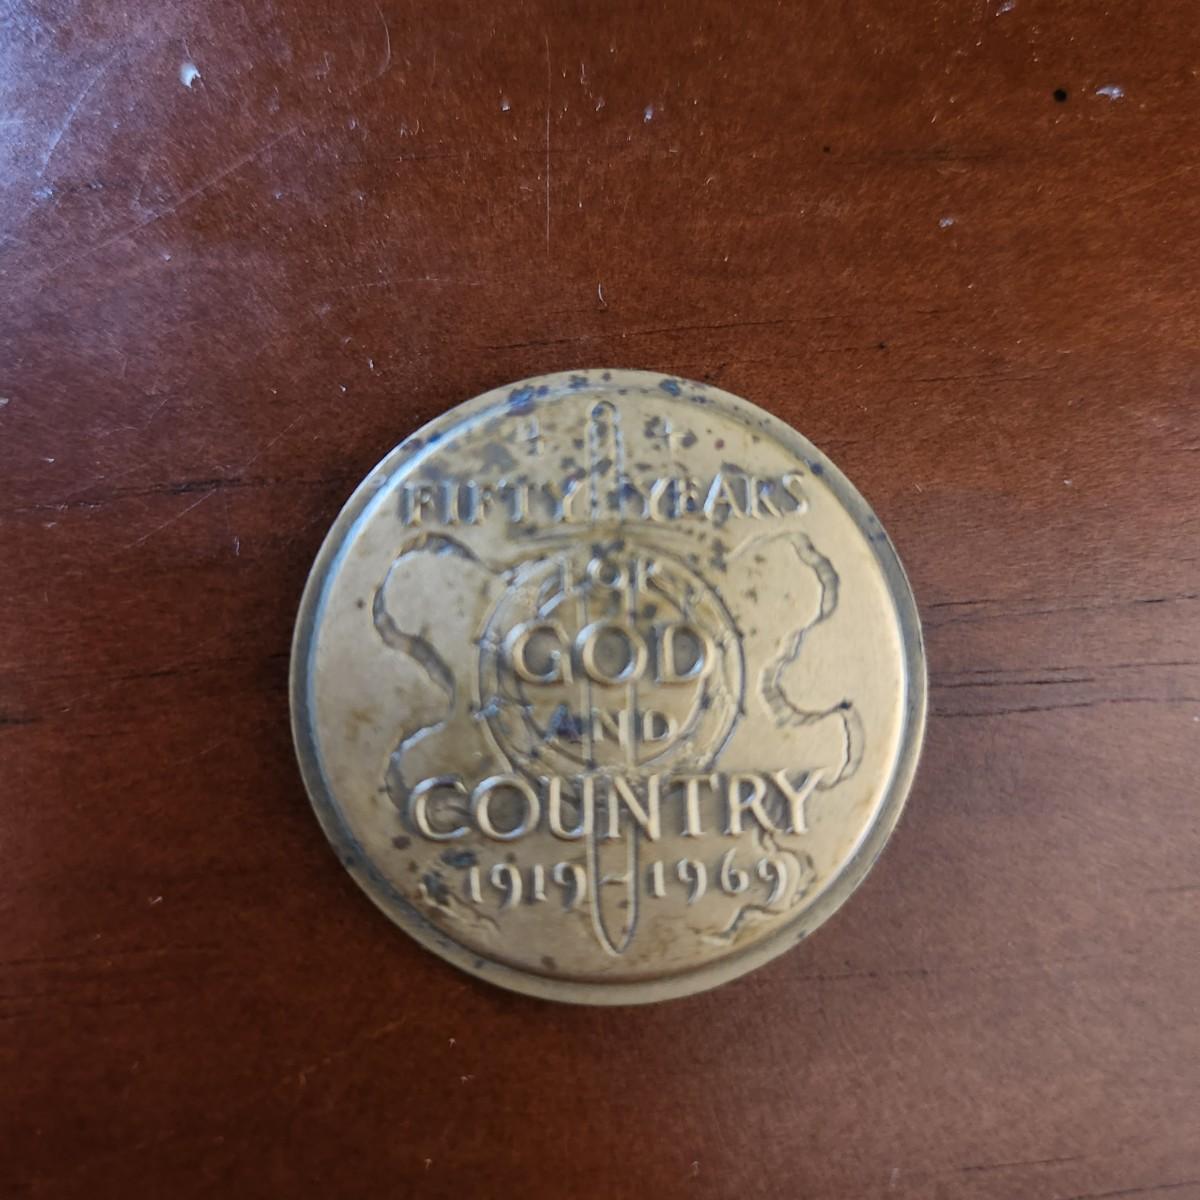 FIFTY YEARS
FOR
GOD
AND
COUNTRY
1919-1969